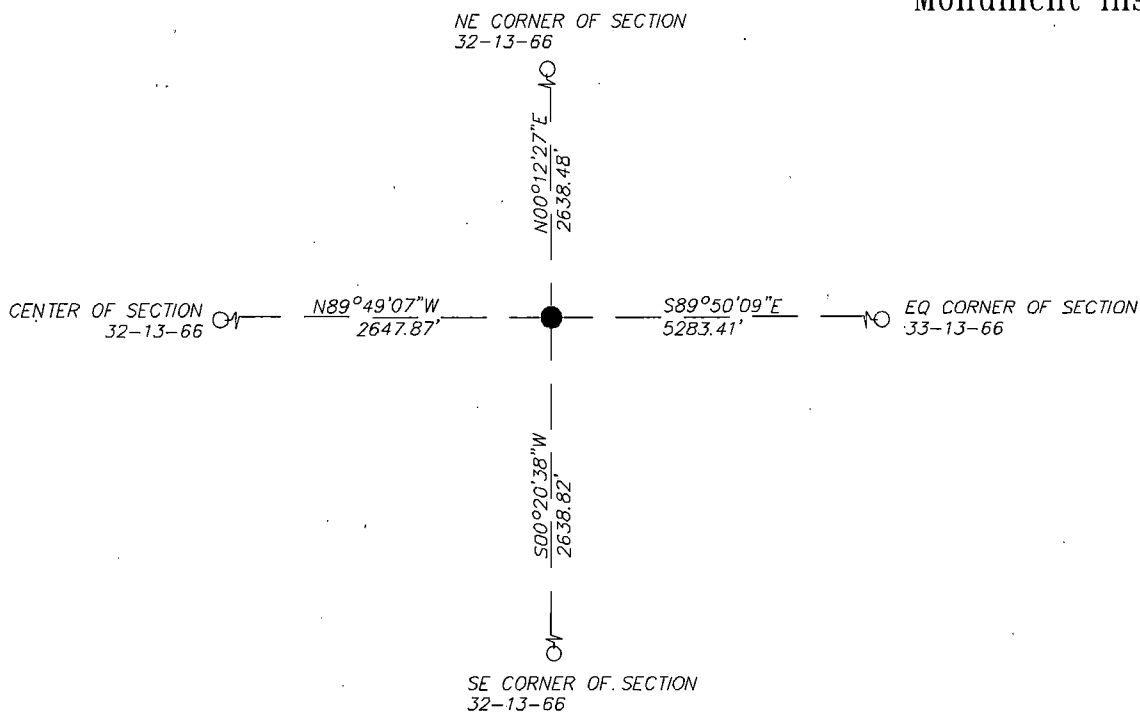 Monument
NE CORNER OF SECTION
32-13-66
N00°12'27"E
2638.48'
CENTER OF SECTION
32-13-66
N89°49'07"W
2647.87'
S89°50'09"E
5283.41'
EQ CORNER OF SECTION
33-13-66
S00°20'38"W
2638.82'
SE CORNER OF SECTION
32-13-66